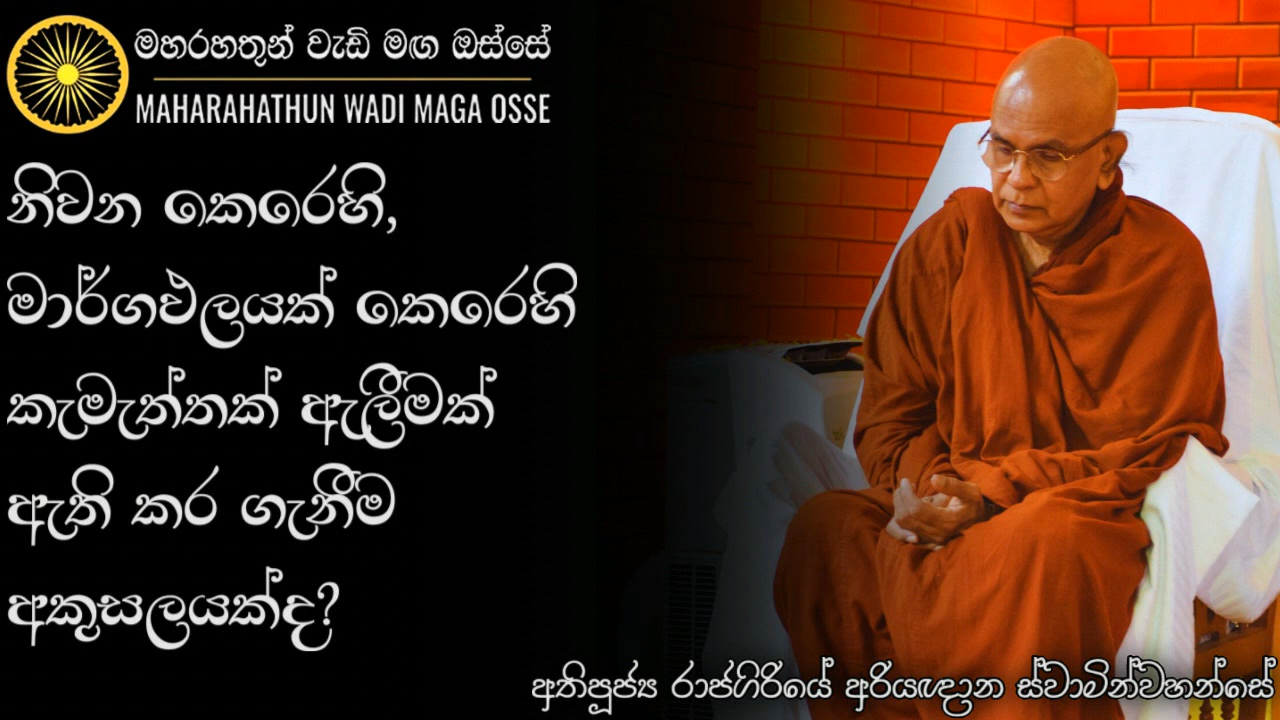 මහරහතුන් වැඩි මඟ ඔස්සේ
MAHARAHATHUN WADI MAGA OSSE
නිවන කෙරෙහි,
මාර්ගඵලයක් කෙරෙහි
කැමැත්තක් ඇලීමක්
ඇති කර ගැනීම
අකුසලයක්ද?
අතිපූජ්‍ය රාජගිරියේ අරියඥාන ස්වාමින්වහන්සේ